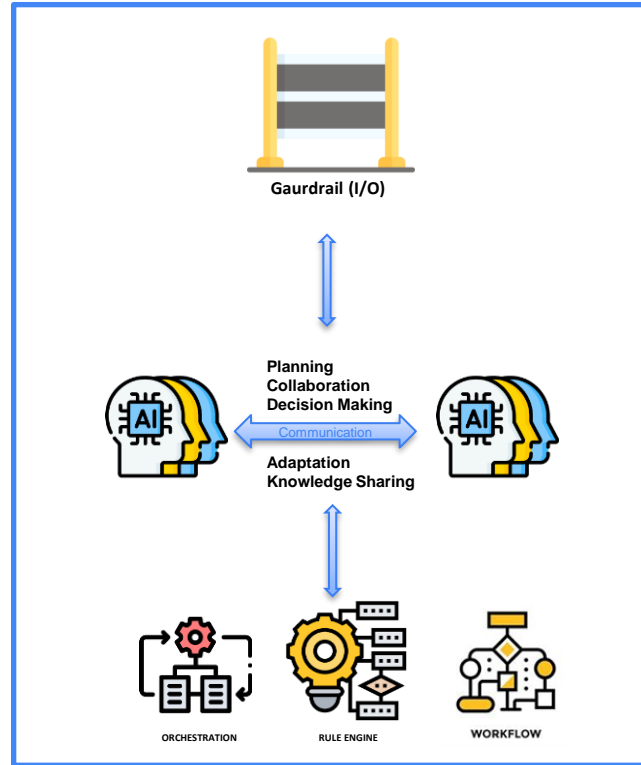 Gaurdrail (I/O)
Planning
Collaboration
Decision Making
AI
Communication
AI
Adaptation
Knowledge Sharing
ORCHESTRATION
RULE ENGINE
WORKFLOW